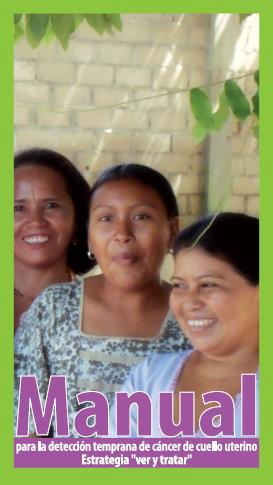 Manual
para la detección temprana de cáncer de cuello uterino
Estrategia "ver y tratar"